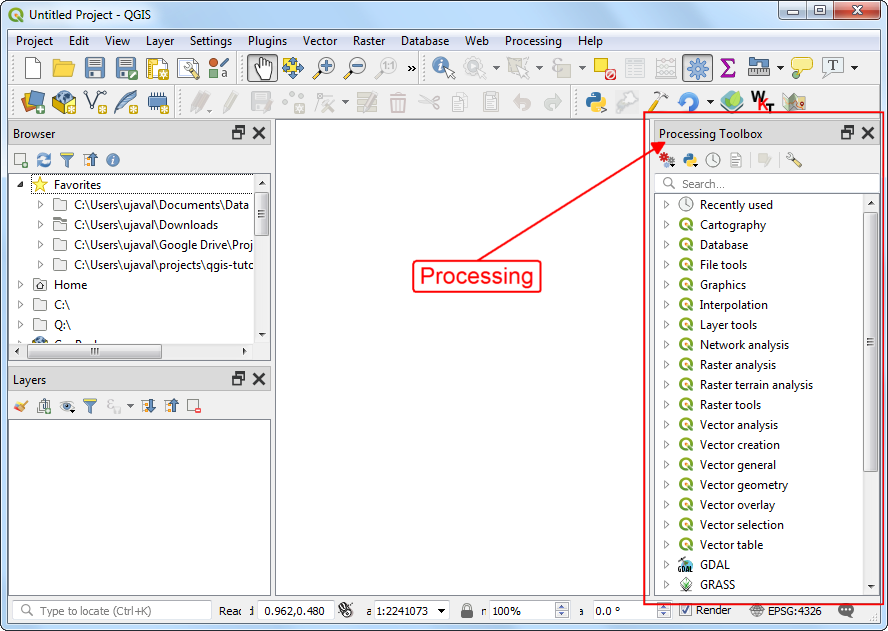 Untitled Project - QGIS
Project Edit View Layer Settings Plugins Vector Raster Database Web Processing Help
1:1
»
T
WKT
Browser
Favorites
C:\Users\ujaval\Documents\Data
C:\Users\ujaval\Downloads
C:\Users\ujaval\Google Drive\Proj
C:\Users\ujaval\projects\qgis-tuto
Home
C:\
Q:\
Layers
Processing
Processing Toolbox
Search...
Recently used
Cartography
Database
File tools
Graphics
Interpolation
Layer tools
Network analysis
Raster analysis
Raster terrain analysis
Raster tools
Vector analysis
Vector creation
Vector general
Vector geometry
Vector overlay
Vector selection
Vector table
GDAL
GRASS
Type to locate (Ctrl+K) Read 0.962,0.480 1:2241073 100% 0.0 ° Render EPSG:4326